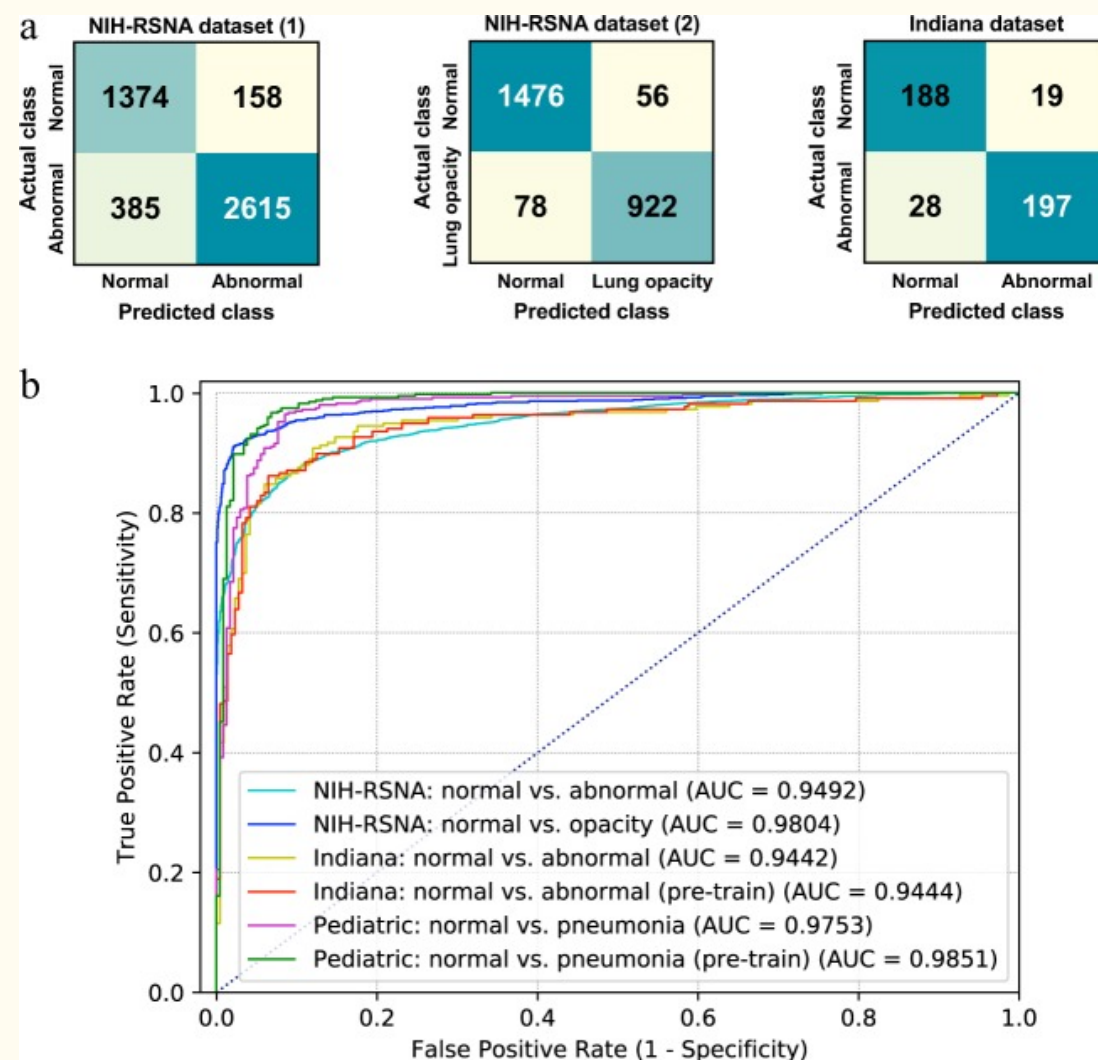 a
NIH-RSNA dataset (1)
Actual class
Normal
Abnormal
1374 158
385 2615
Normal Abnormal
Predicted class
NIH-RSNA dataset (2)
Actual class
Normal
Lung opacity
1476 56
78 922
Normal Lung opacity
Predicted class
Indiana dataset
Actual class
Normal
Abnormal
188 19
28 197
Normal Abnormal
Predicted class
b
True Positive Rate (Sensitivity)
1.0
0.8
0.6
0.4
0.2
0.0
NIH-RSNA: normal vs. abnormal (AUC = 0.9492)
NIH-RSNA: normal vs. opacity (AUC = 0.9804)
Indiana: normal vs. abnormal (AUC = 0.9442)
Indiana: normal vs. abnormal (pre-train) (AUC = 0.9444)
Pediatric: normal vs. pneumonia (AUC = 0.9753)
Pediatric: normal vs. pneumonia (pre-train) (AUC = 0.9851)
0.0 0.2 0.4 0.6 0.8 1.0
False Positive Rate (1 - Specificity)